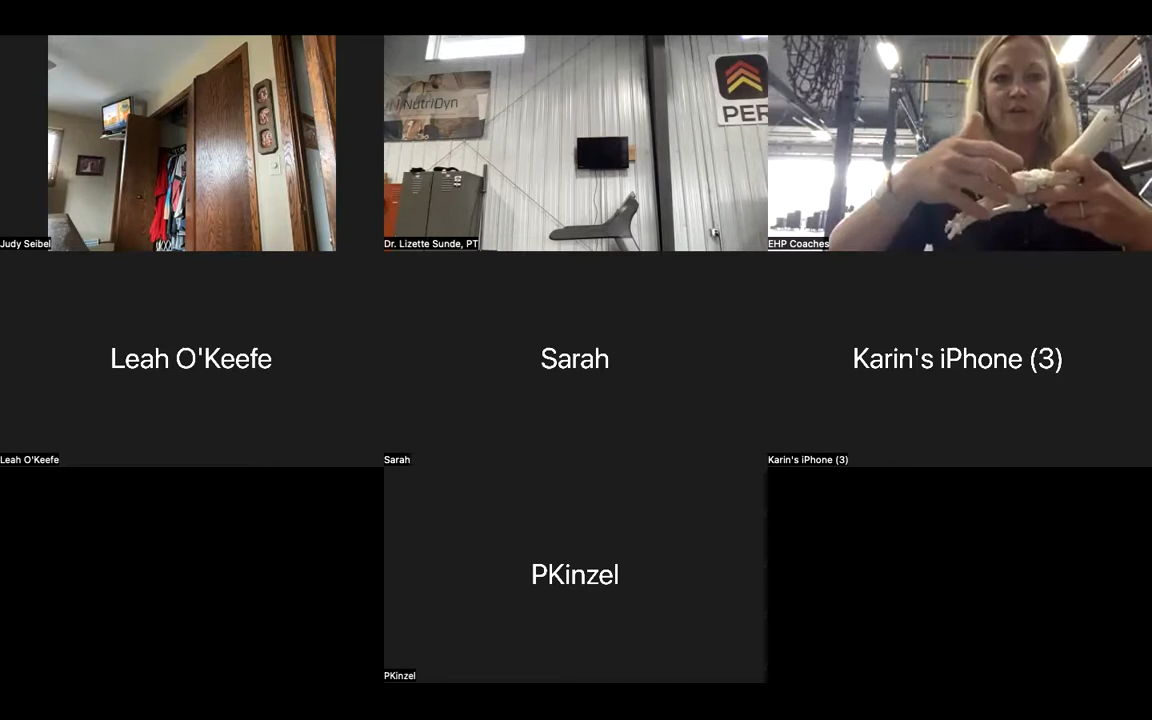 NutriDyn
PER
Judy Seibel
Dr. Lizette Sunde, PT
EHP Coaches
Leah O'Keefe
Sarah
Karin's iPhone (3)
Leah O'Keefe
Sarah
Karin's iPhone (3)
PKinzel
PKinzel